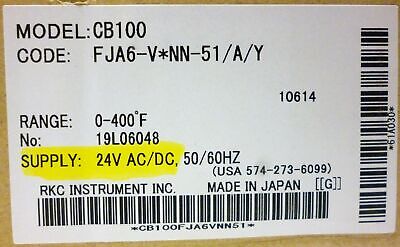 MODEL:CB100
CODE: FJA6-V*NN-51/A/Y
10614
RANGE: 0-400°F
No: 19L06048
SUPPLY: 24V AC/DC, 50/60HZ
(USA 574-273-6099)
RKC INSTRUMENT INC. MADE IN JAPAN [[G]]
*CB100FJA6VNN51*
*61A030*